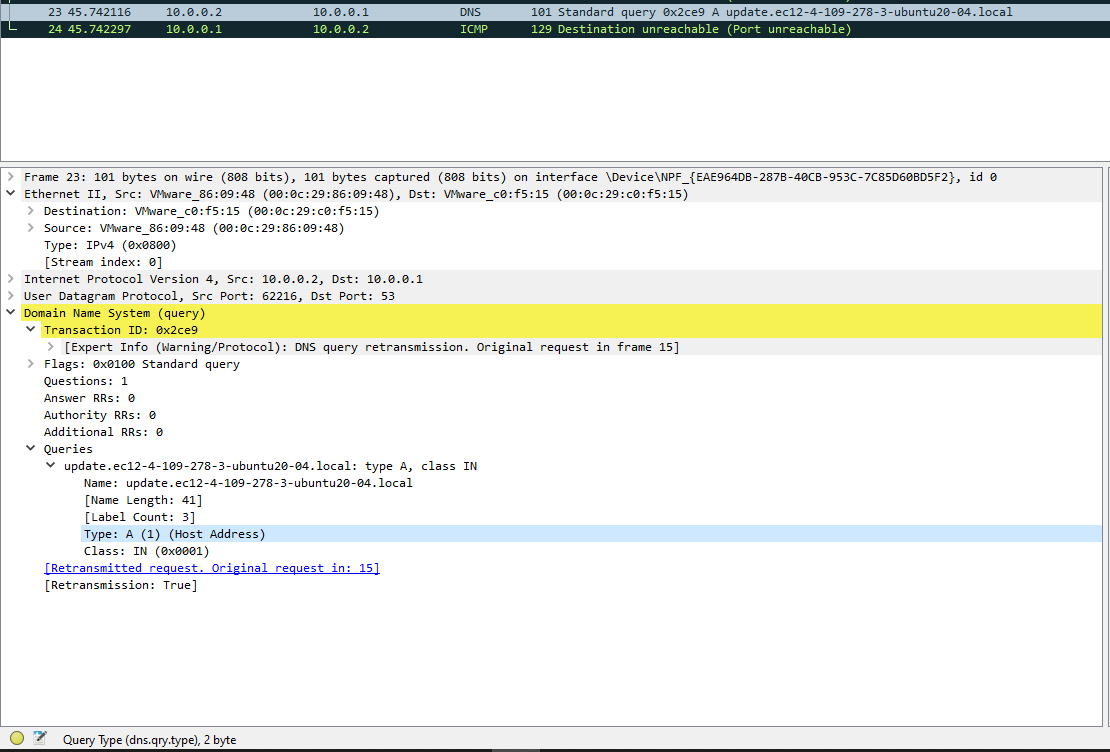 23 45.742116 10.0.0.2 10.0.0.1 DNS 101 Standard query 0x2ce9 A update.ec12-4-109-278-3-ubuntu20-04.local
24 45.742297 10.0.0.1 10.0.0.2 ICMP 129 Destination unreachable (Port unreachable)
Frame 23: 101 bytes on wire (808 bits), 101 bytes captured (808 bits) on interface \Device\NPF_{EAE964DB-287B-40CB-953C-7C85D60BD5F2}, id 0
Ethernet II, Src: VMware_86:09:48 (00:0c:29:86:09:48), Dst: VMware_c0:f5:15 (00:0c:29:c0:f5:15)
Destination: VMware_c0:f5:15 (00:0c:29:c0:f5:15)
Source: VMware_86:09:48 (00:0c:29:86:09:48)
Type: IPv4 (0x0800)
[Stream index: 0]
Internet Protocol Version 4, Src: 10.0.0.2, Dst: 10.0.0.1
User Datagram Protocol, Src Port: 62216, Dst Port: 53
Domain Name System (query)
Transaction ID: 0x2ce9
[Expert Info (Warning/Protocol): DNS query retransmission. Original request in frame 15]
Flags: 0x0100 Standard query
Questions: 1
Answer RRs: 0
Authority RRs: 0
Additional RRs: 0
Queries
update.ec12-4-109-278-3-ubuntu20-04.local: type A, class IN
Name: update.ec12-4-109-278-3-ubuntu20-04.local
[Name Length: 41]
[Label Count: 3]
Type: A (1) (Host Address)
Class: IN (0x0001)
[Retransmitted request. Original request in: 15]
[Retransmission: True]
Query Type (dns.qry.type), 2 byte